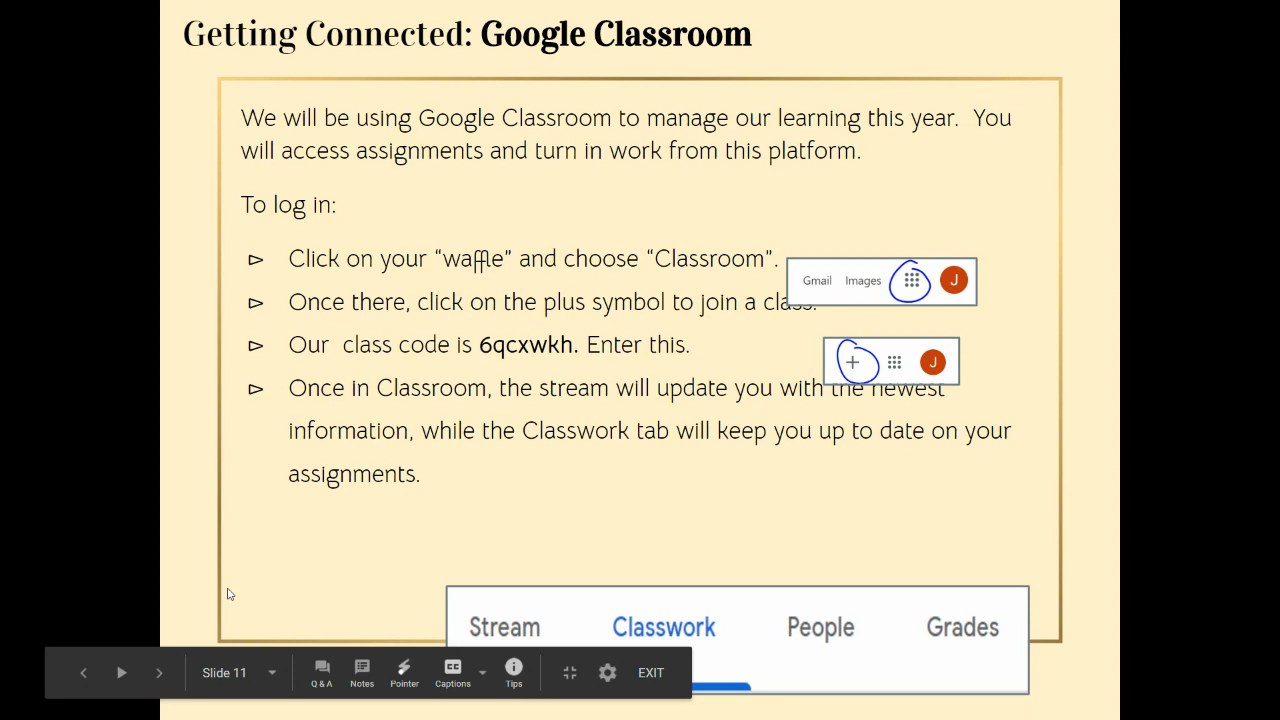 Getting Connected: Google Classroom
We will be using Google Classroom to manage our learning this year. You
will access assignments and turn in work from this platform.
To log in:
⊳ Click on your “waffle” and choose “Classroom”.
Gmail Images J
⊳ Once there, click on the plus symbol to join a class.
⊳ Our class code is 6qcxwkh. Enter this.
+ J
⊳ Once in Classroom, the stream will update you with the newest
information, while the Classwork tab will keep you up to date on your
assignments.
Stream Classwork People Grades
Slide 11 Q & A Notes Pointer Captions Tips EXIT